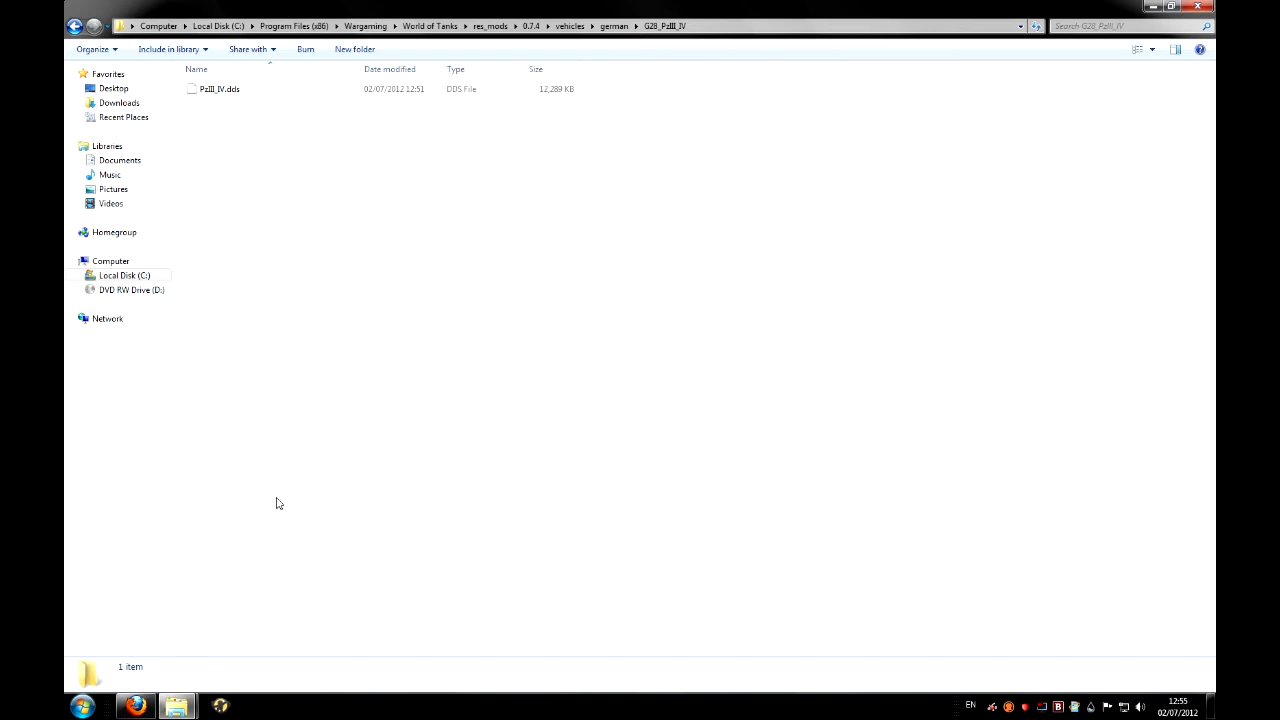 Computer ▸ Local Disk (C:) ▸ Program Files (x86) ▸ Wargaming ▸ World of Tanks ▸ res_mods ▸ 0.7.4 ▸ vehicles ▸ german ▸ G28_PzIII_IV
Search G28_PzIII_IV
Organize Include in library Share with Burn New folder
Name Date modified Type Size
PzIII_IV.dds 02/07/2012 12:51 DDS File 12,289 KB
Favorites
Desktop
Downloads
Recent Places
Libraries
Documents
Music
Pictures
Videos
Homegroup
Computer
Local Disk (C:)
DVD RW Drive (D:)
Network
1 item
EN
12:55
02/07/2012